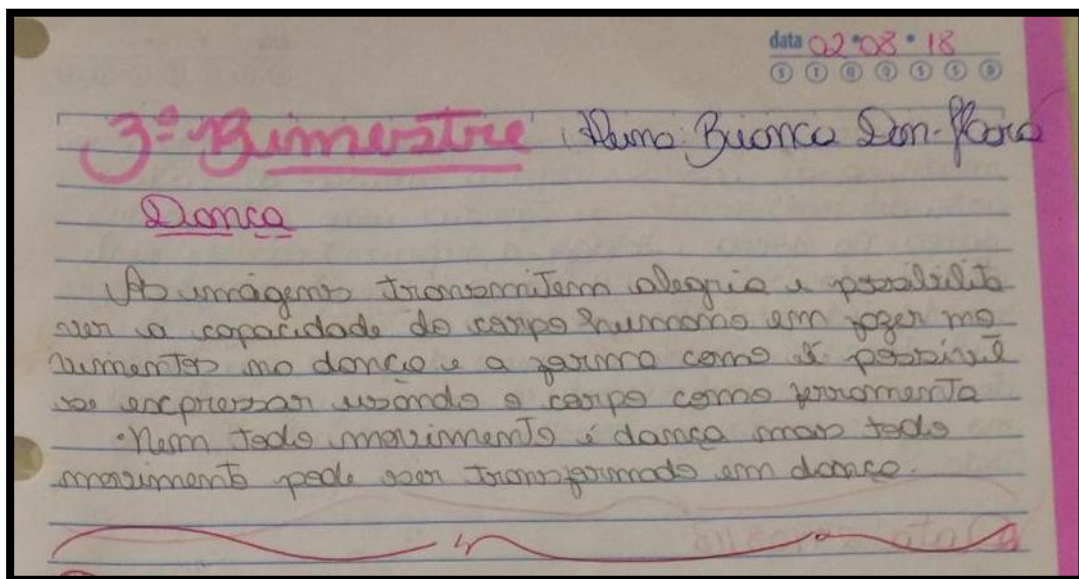 data 02 08 18
S T Q Q S S D
3º Bimestre Aluna: Bianca
Dança
As imagens transmitem alegria e possibilita
ver a capacidade do corpo humano em fazer mo
vimentos na dança e a forma como é possível
se expressar usando o corpo como ferramenta
Nem todo movimento é dança mas todo
movimento pode ser transformado em dança.